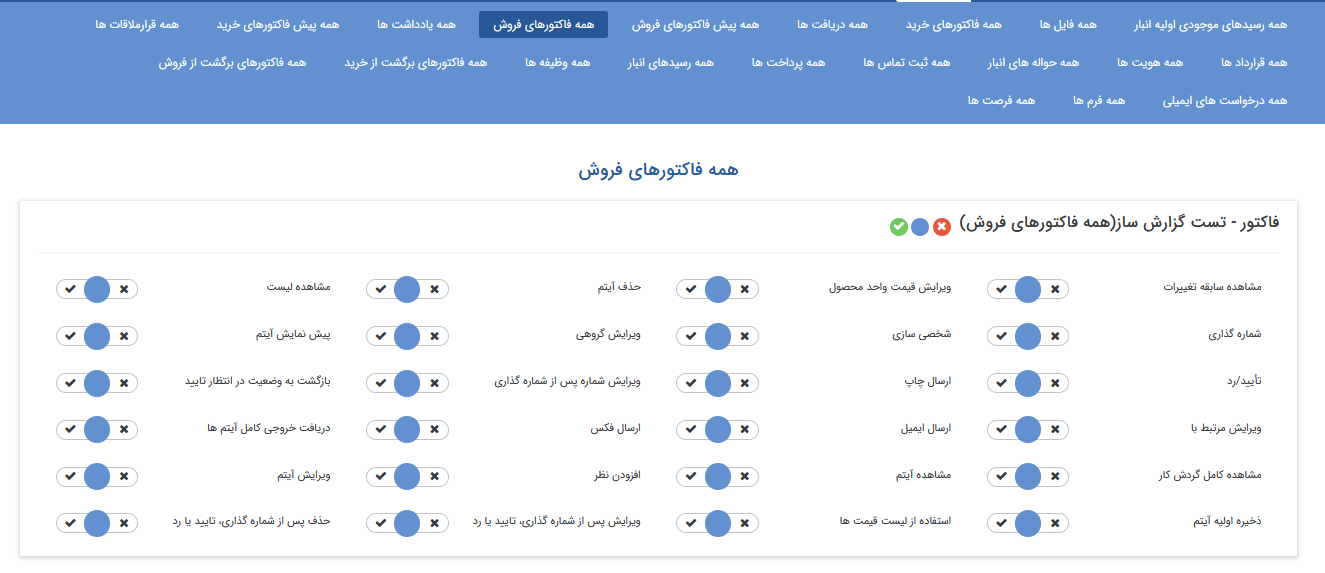 همه رسیدهای موجودی اولیه انبار همه فایل ها همه فاکتورهای خرید همه دریافت ها همه پیش فاکتورهای فروش همه فاکتورهای فروش همه یادداشت ها همه پیش فاکتورهای خرید همه قرارملاقات ها
همه قرارداد ها همه هویت ها همه حواله های انبار همه ثبت تماس ها همه پرداخت ها همه رسیدهای انبار همه وظیفه ها همه فاکتورهای برگشت از خرید همه فاکتورهای برگشت از فروش
همه درخواست های ایمیلی همه فرم ها همه فرصت ها
همه فاکتورهای فروش
فاکتور - تست گزارش ساز(همه فاکتورهای فروش)
مشاهده سابقه تغییرات ویرایش قیمت واحد محصول حذف آیتم مشاهده لیست
شماره گذاری شخصی سازی ویرایش گروهی پیش نمایش آیتم
تأیید/رد ارسال چاپ ویرایش شماره پس از شماره گذاری بازگشت به وضعیت در انتظار تایید
ویرایش مرتبط با ارسال ایمیل ارسال فکس دریافت خروجی کامل آیتم ها
مشاهده کامل گردش کار مشاهده آیتم افزودن نظر ویرایش آیتم
ذخیره اولیه آیتم استفاده از لیست قیمت ها ویرایش پس از شماره گذاری، تایید یا رد حذف پس از شماره گذاری، تایید یا رد